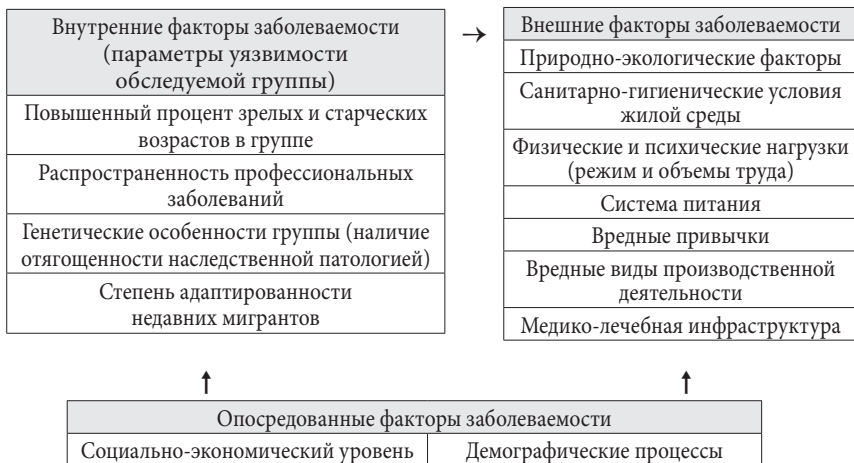 Внутренние факторы заболеваемости
(параметры уязвимости
обследуемой группы)
Повышенный процент зрелых и старческих
возрастов в группе
Распространенность профессиональных
заболеваний
Генетические особенности группы (наличие
отягощенности наследственной патологией)
Степень адаптированности
недавних мигрантов
→
Внешние факторы заболеваемости
Природно-экологические факторы
Санитарно-гигиенические условия
жилой среды
Физические и психические нагрузки
(режим и объемы труда)
Система питания
Вредные привычки
Вредные виды производственной
деятельности
Медико-лечебная инфраструктура
↑ ↑
Опосредованные факторы заболеваемости
Социально-экономический уровень
Демографические процессы